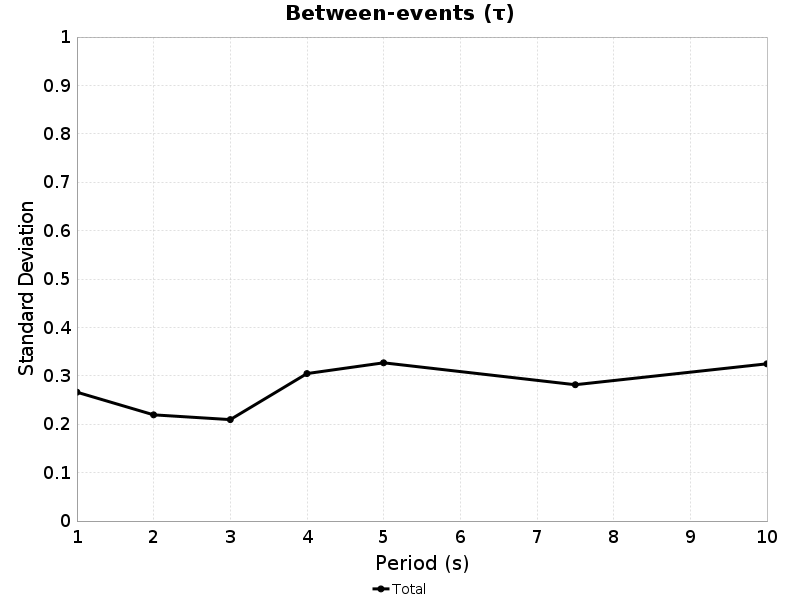 Between-events (τ)
1
0.9
0.8
0.7
0.6
0.5
0.4
0.3
0.2
0.1
0
Standard Deviation
1 2 3 4 5 6 7 8 9 10
Period (s)
Total